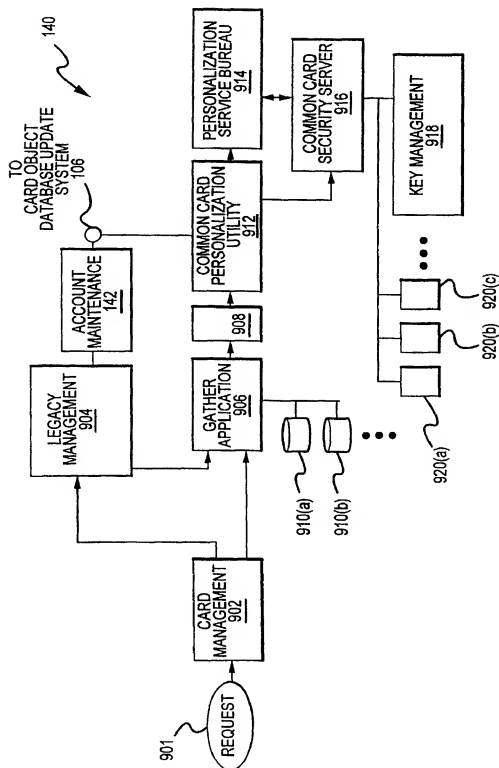 140
TO
CARD OBJECT
DATABASE UPDATE
SYSTEM
106
ACCOUNT
MAINTENANCE
142
LEGACY
MANAGEMENT
904
PERSONALIZATION
SERVICE BUREAU
914
COMMON CARD
PERSONALIZATION
UTILITY
912
908
GATHER
APPLICATION
906
COMMON CARD
SECURITY SERVER
916
KEY MANAGEMENT
918
CARD
MANAGEMENT
902
REQUEST
901
910(a)
910(b)
920(a)
920(b)
920(c)